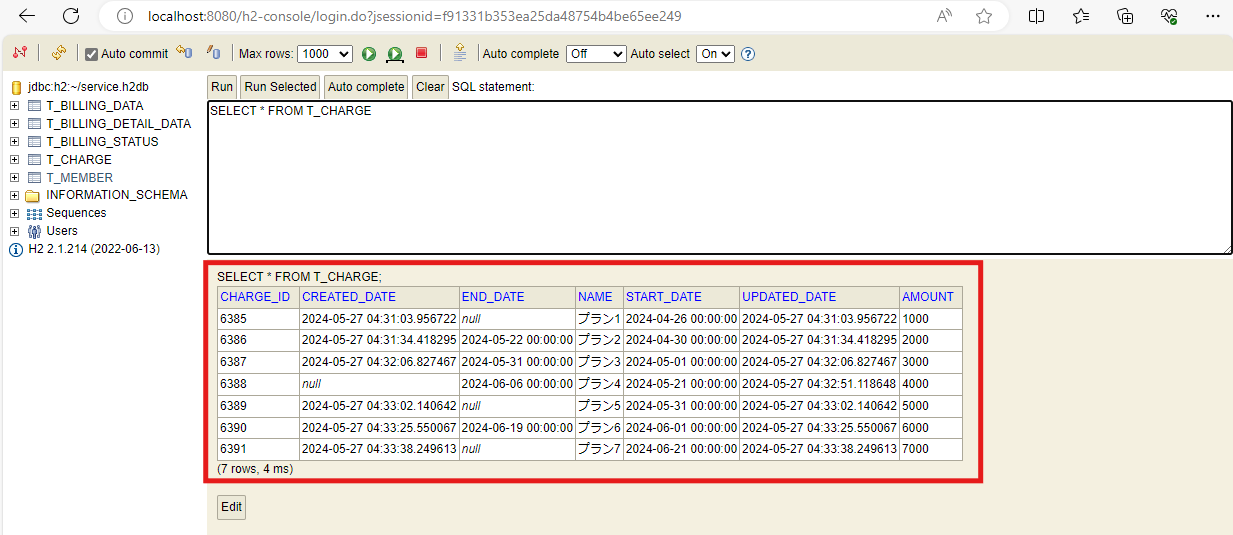 localhost:8080/h2-console/login.do?jsessionid=f91331b353ea25da48754b4be65ee249
Auto commit Max rows: 1000 Auto complete Off Auto select On ?
jdbc:h2:~/service.h2db
T_BILLING_DATA
T_BILLING_DETAIL_DATA
T_BILLING_STATUS
T_CHARGE
T_MEMBER
INFORMATION_SCHEMA
Sequences
Users
H2 2.1.214 (2022-06-13)
Run Run Selected Auto complete Clear SQL statement:
SELECT * FROM T_CHARGE
SELECT * FROM T_CHARGE;
CHARGE_ID CREATED_DATE END_DATE NAME START_DATE UPDATED_DATE AMOUNT
6385 2024-05-27 04:31:03.956722 null プラン1 2024-04-26 00:00:00 2024-05-27 04:31:03.956722 1000
6386 2024-05-27 04:31:34.418295 2024-05-22 00:00:00 プラン2 2024-04-30 00:00:00 2024-05-27 04:31:34.418295 2000
6387 2024-05-27 04:32:06.827467 2024-05-31 00:00:00 プラン3 2024-05-01 00:00:00 2024-05-27 04:32:06.827467 3000
6388 null 2024-06-06 00:00:00 プラン4 2024-05-21 00:00:00 2024-05-27 04:32:51.118648 4000
6389 2024-05-27 04:33:02.140642 null プラン5 2024-05-31 00:00:00 2024-05-27 04:33:02.140642 5000
6390 2024-05-27 04:33:25.550067 2024-06-19 00:00:00 プラン6 2024-06-01 00:00:00 2024-05-27 04:33:25.550067 6000
6391 2024-05-27 04:33:38.249613 null プラン7 2024-06-21 00:00:00 2024-05-27 04:33:38.249613 7000
(7 rows, 4 ms)
Edit